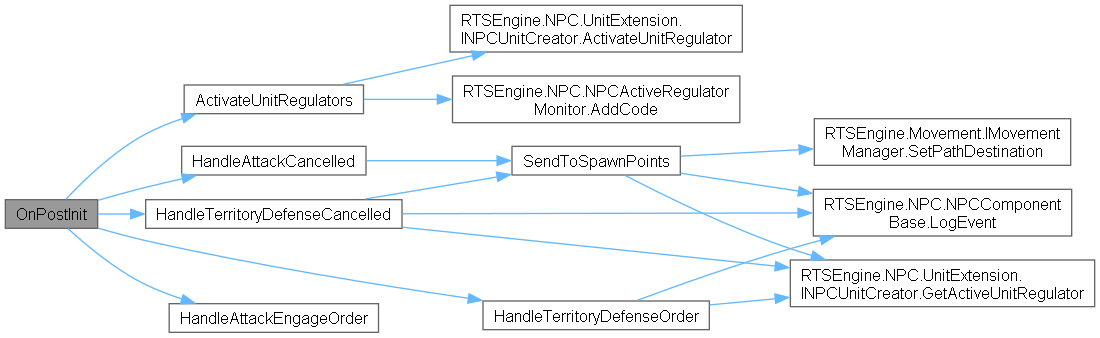 RTSEngine.NPC.UnitExtension.
INPCUnitCreator.ActivateUnitRegulator
ActivateUnitRegulators
RTSEngine.NPC.NPCActiveRegulator
Monitor.AddCode
HandleAttackCancelled
SendToSpawnPoints
RTSEngine.Movement.IMovement
Manager.SetPathDestination
OnPostInit
HandleTerritoryDefenseCancelled
RTSEngine.NPC.NPCComponent
Base.LogEvent
RTSEngine.NPC.UnitExtension.
INPCUnitCreator.GetActiveUnitRegulator
HandleAttackEngageOrder
HandleTerritoryDefenseOrder